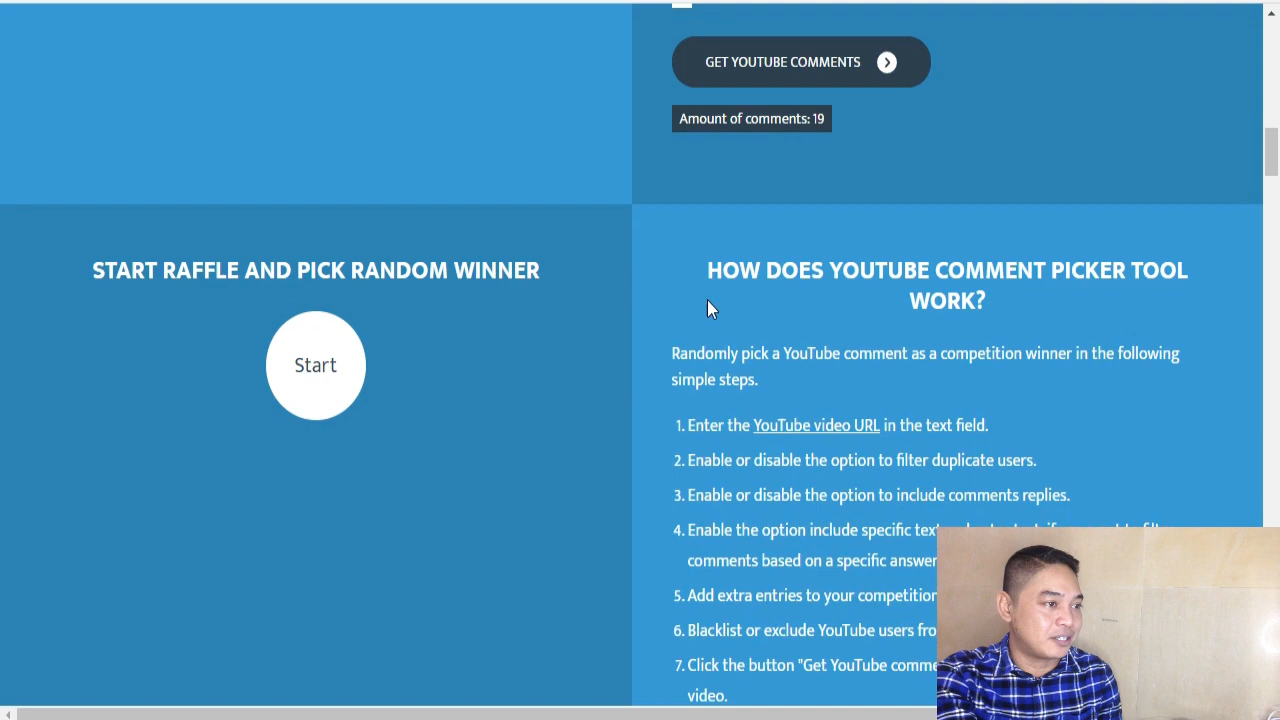 GET YOUTUBE COMMENTS
Amount of comments: 19
START RAFFLE AND PICK RANDOM WINNER
Start
HOW DOES YOUTUBE COMMENT PICKER TOOL
WORK?
Randomly pick a YouTube comment as a competition winner in the following
simple steps.
1. Enter the YouTube video URL in the text field.
2. Enable or disable the option to filter duplicate users.
3. Enable or disable the option to include comments replies.
4. Enable the option include specific
comments based on a specific answer
5. Add extra entries to your competition
6. Blacklist or exclude YouTube users
7. Click the button "Get YouTube
video.